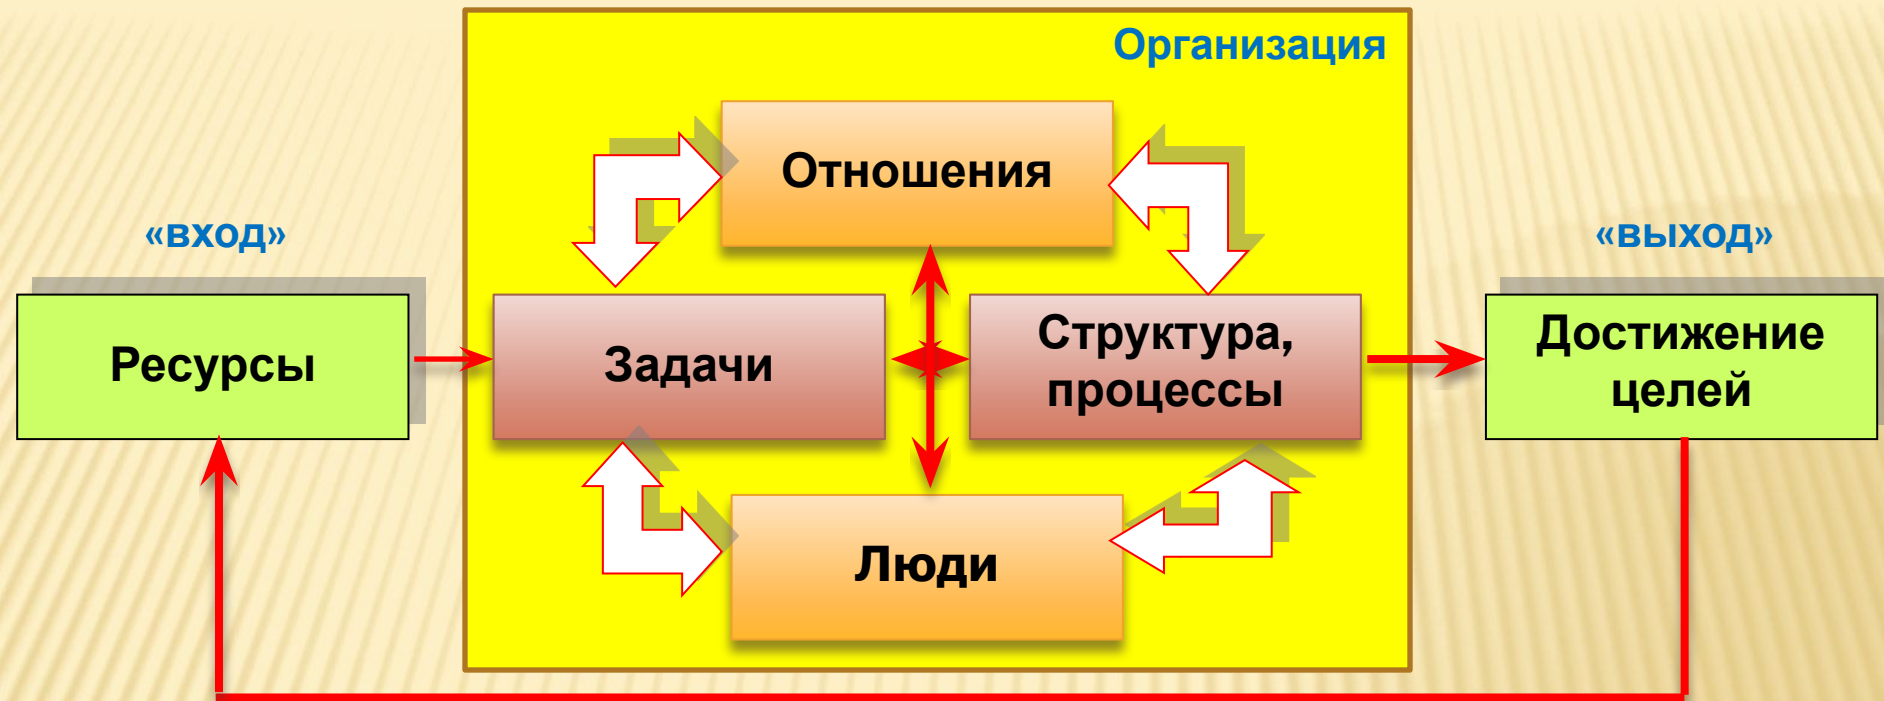 Организация
Отношения
«вход»
«выход»
Ресурсы
Задачи
Структура,
процессы
Достижение
целей
Люди